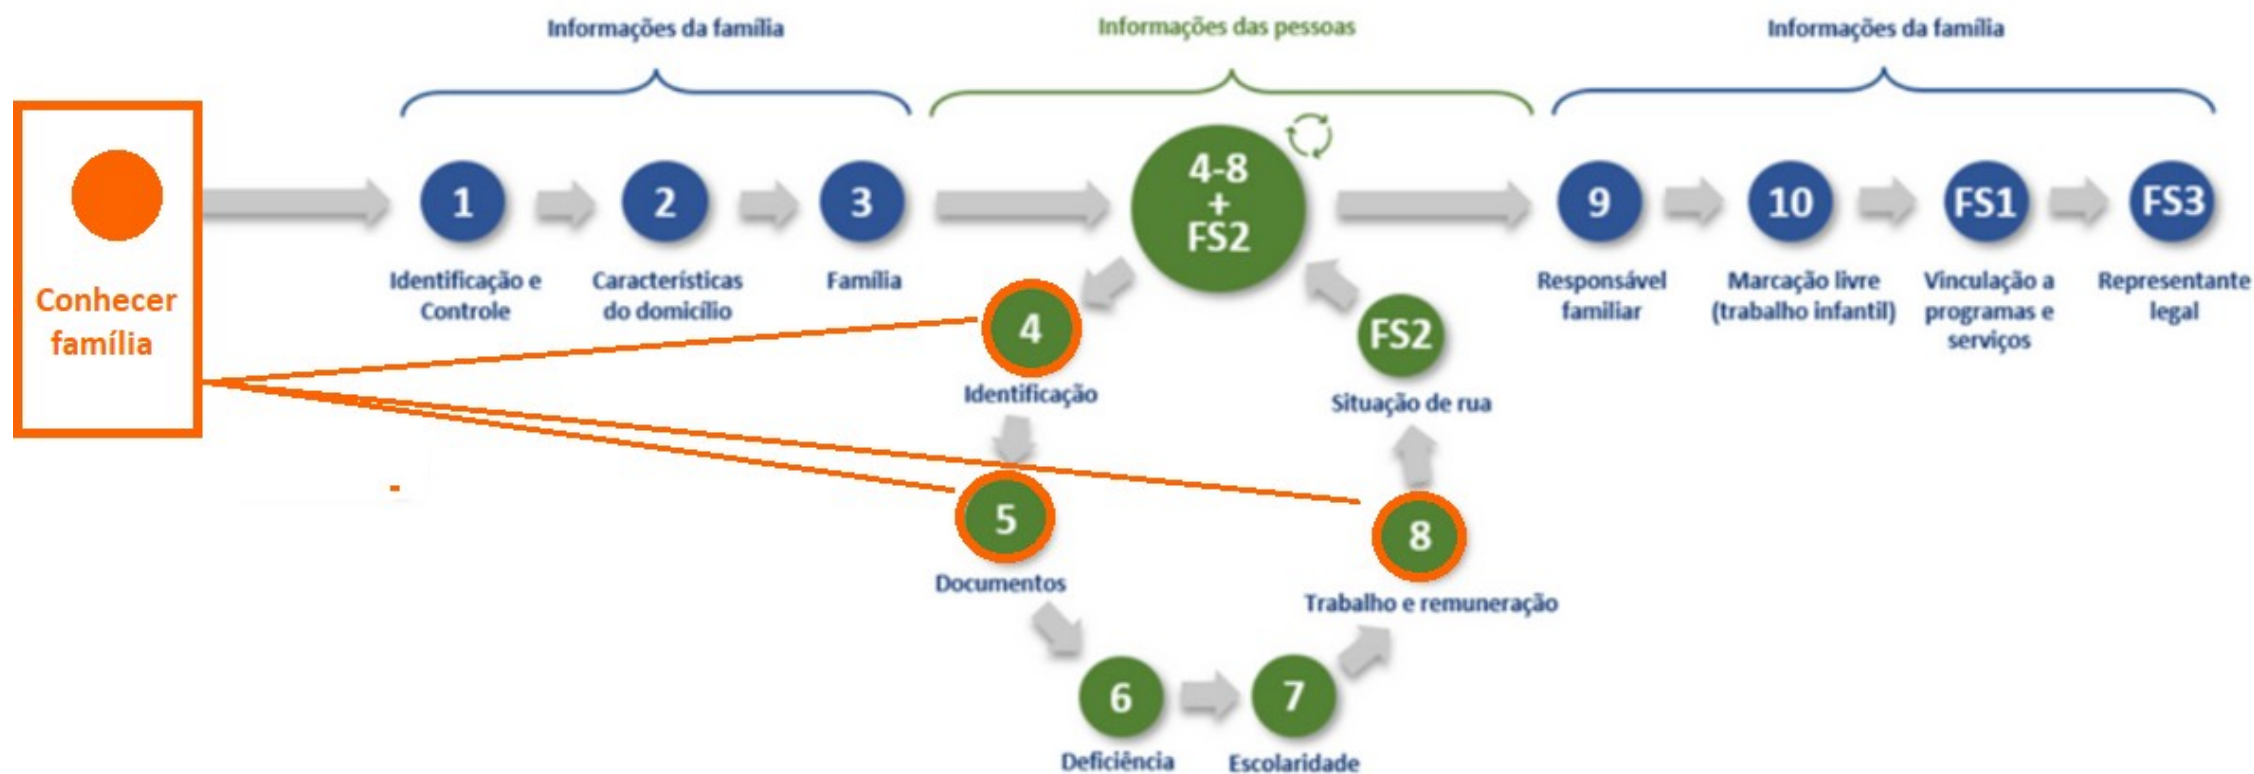 Informações da família
Informações das pessoas
Informações da família
Conhecer
família
1
Identificação e
Controle
2
Características
do domicílio
3
Família
4-8
+
FS2
4
Identificação
5
Documentos
6
Deficiência
7
Escolaridade
8
Trabalho e remuneração
FS2
Situação de rua
9
Responsável
familiar
10
Marcação livre
(trabalho infantil)
FS1
Vinculação a
programas e
serviços
FS3
Representante
legal